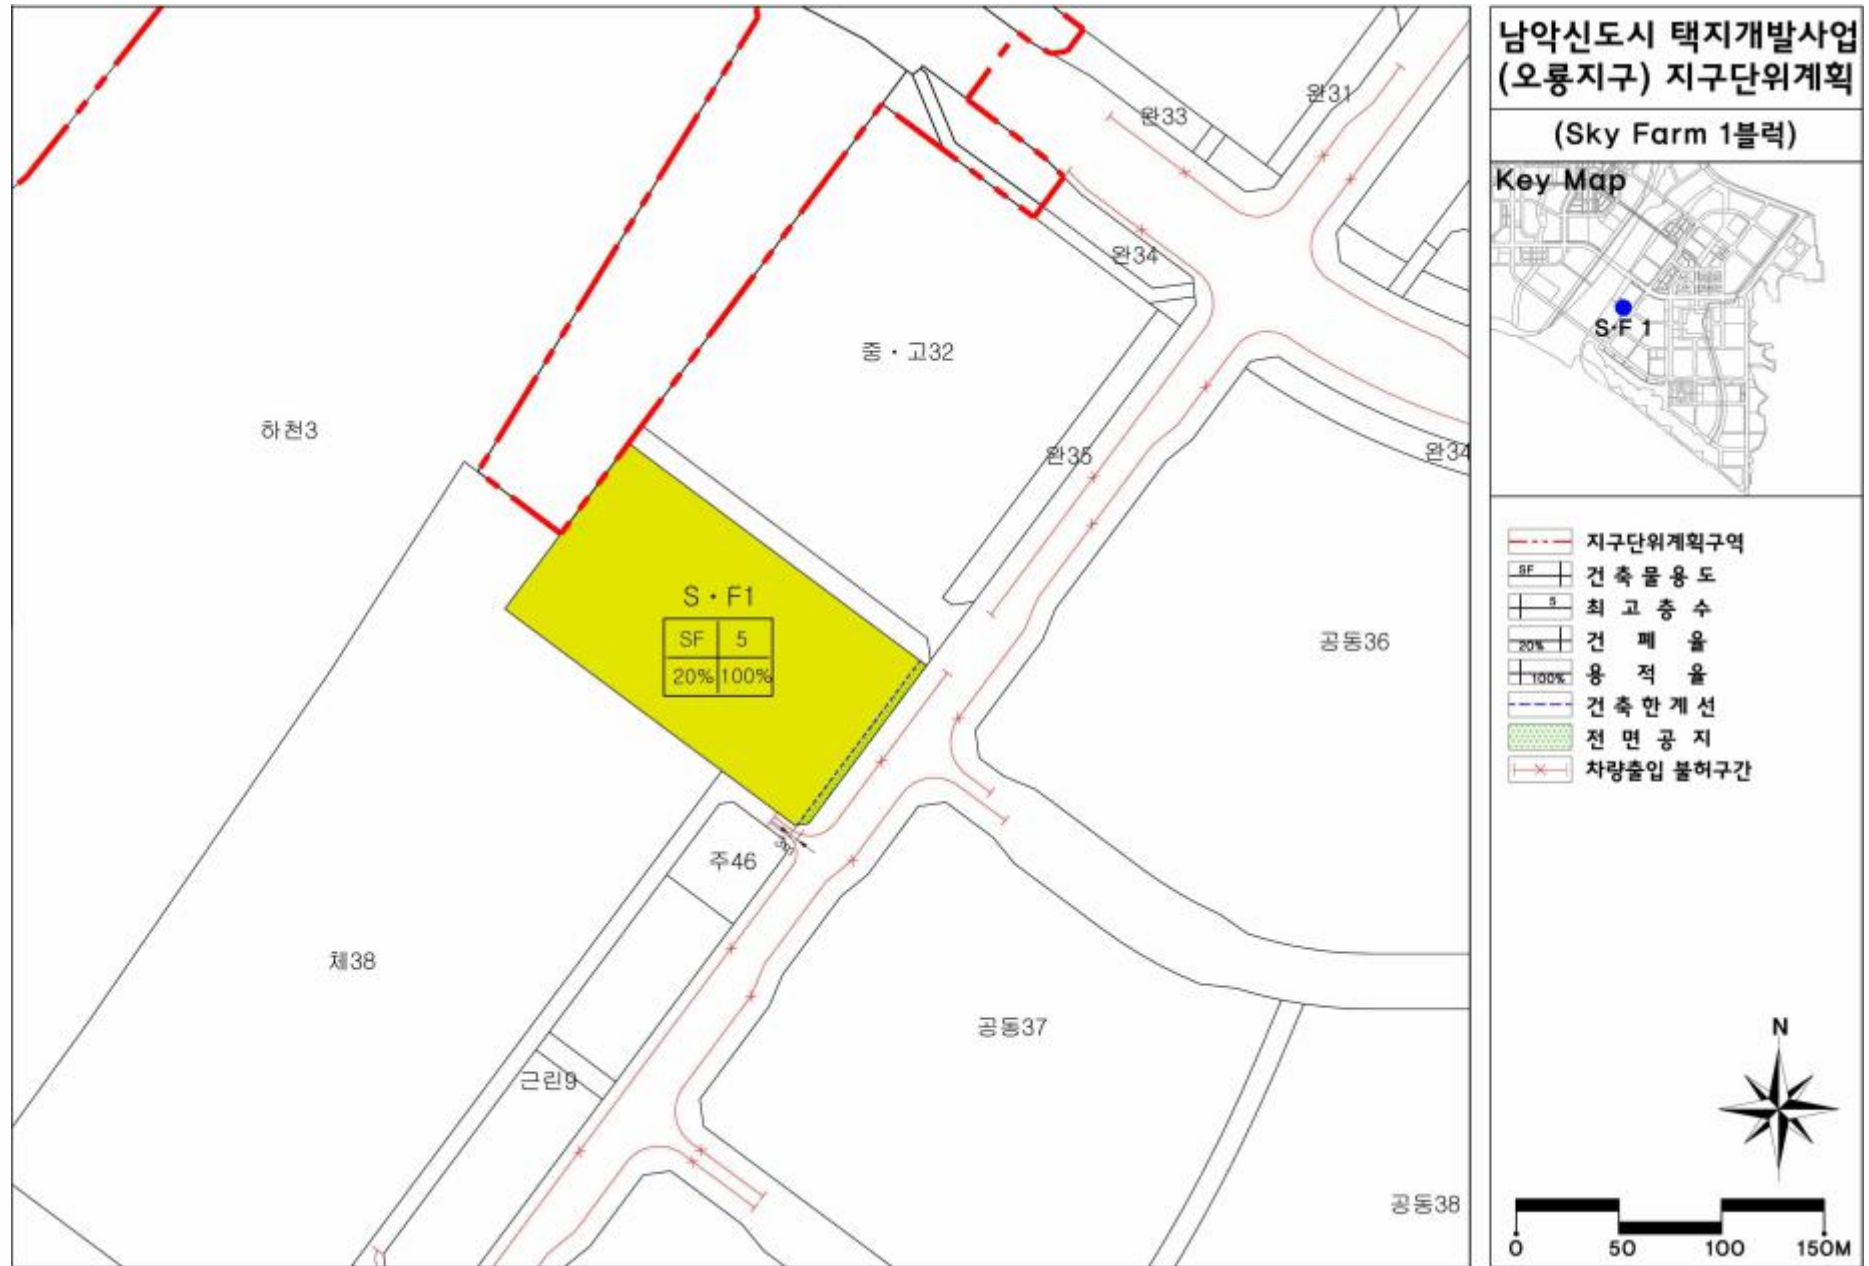 남악신도시 택지개발사업
(오룡지구) 지구단위계획
(Sky Farm 1블럭)
Key Map
S·F 1
완31
완33
완34
중·고32
하천3
완35
완34
S·F1
SF 5
20% 100%
공동36
주46
체38
공동37
근린9
공동38
지구단위계획구역
SF 건축물용도
5 최고층수
20% 건폐율
100% 용적율
건축한계선
전면공지
차량출입 불허구간
N
0 50 100 150M